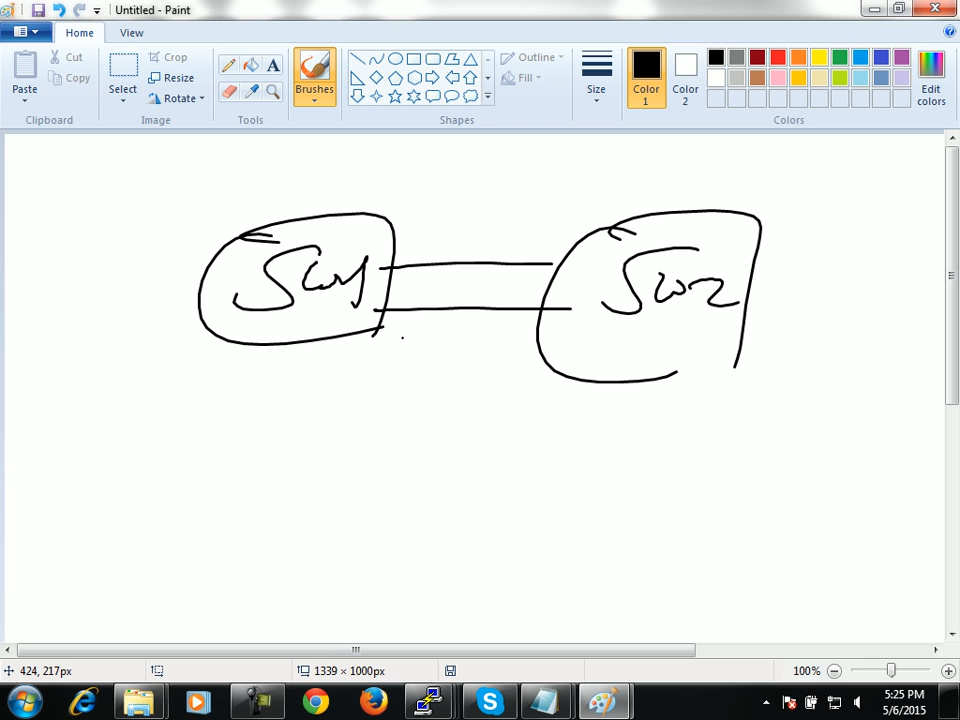 Untitled - Paint
Home
View
Paste
Cut
Copy
Clipboard
Select
Crop
Resize
Rotate
Image
Tools
Brushes
Shapes
Outline
Fill
Size
Color 1
Color 2
Edit colors
Colors
Sw1
Sw2
424, 217px
1339 × 1000px
100%
5:25 PM
5/6/2015